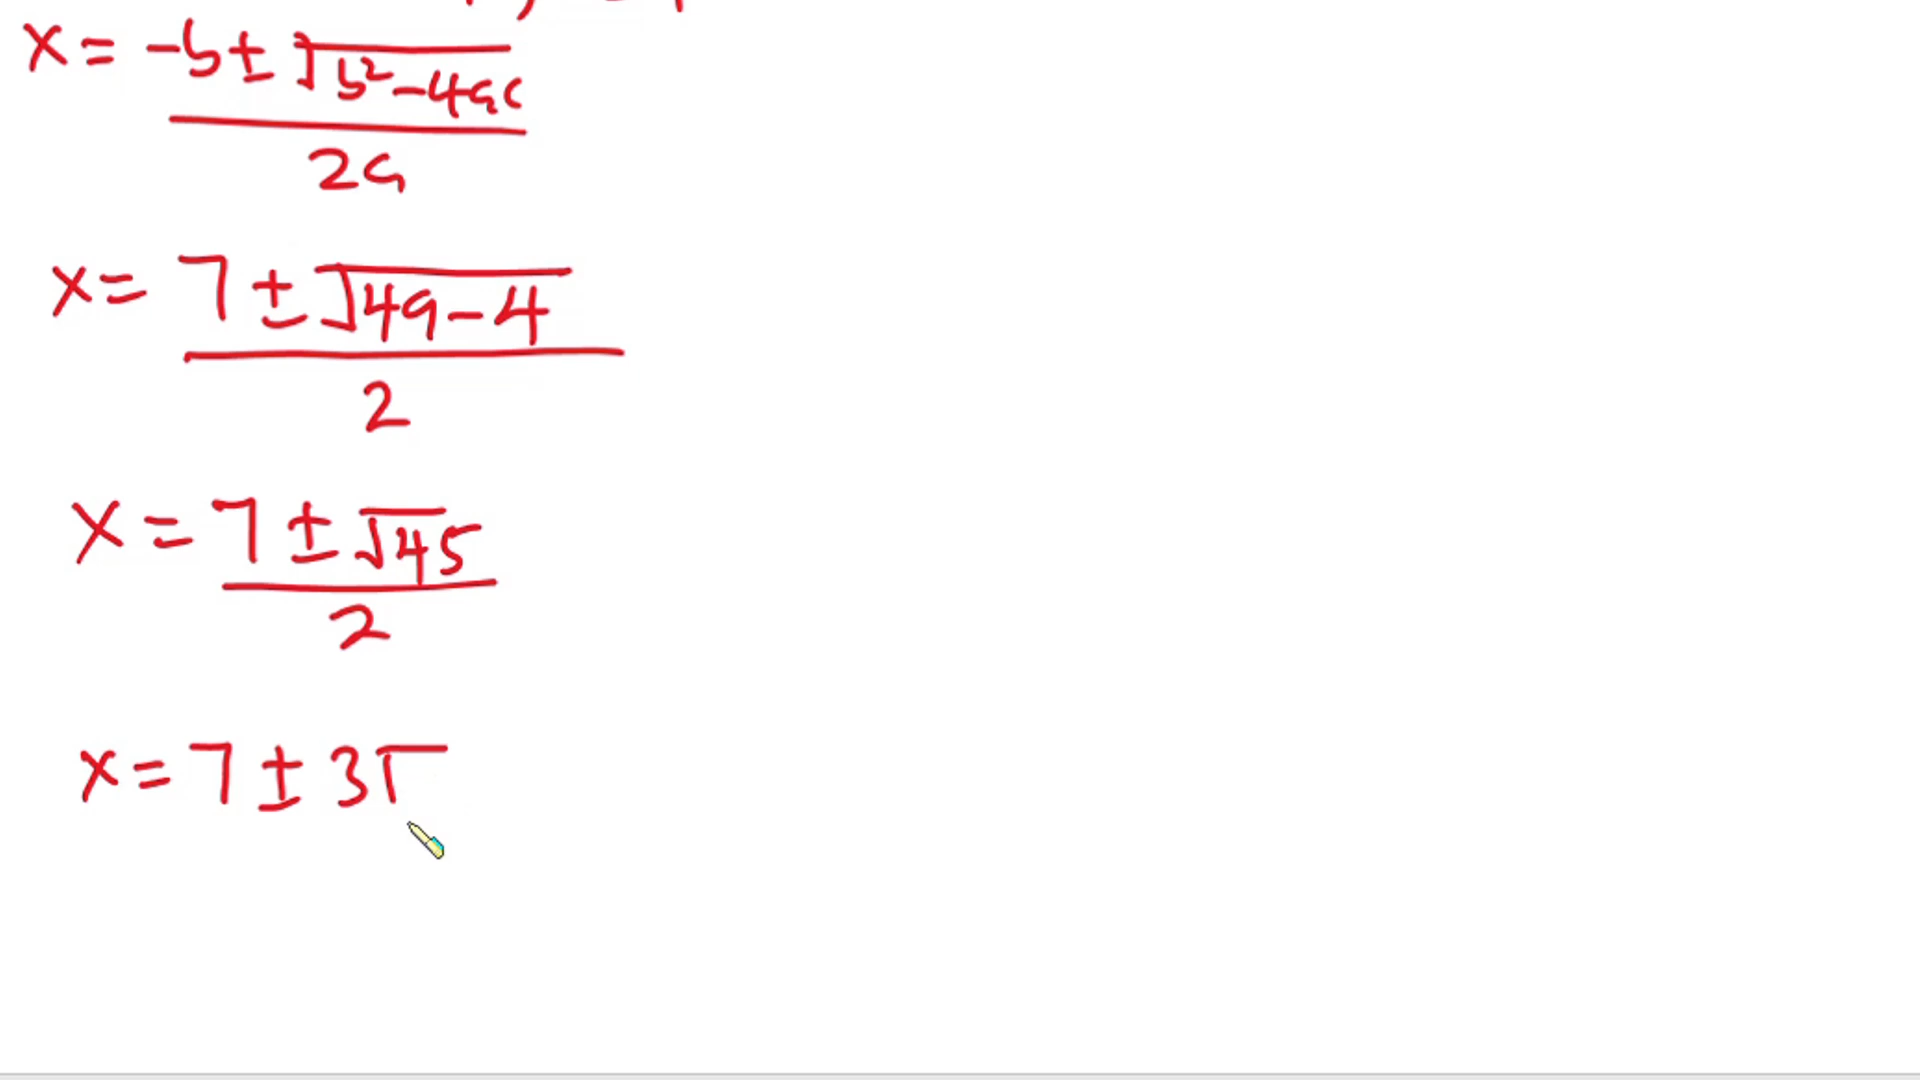 x = -b ± √b² - 4ac
2a
x = 7 ± √49 - 4
2
x = 7 ± √45
2
x = 7 ± 3√